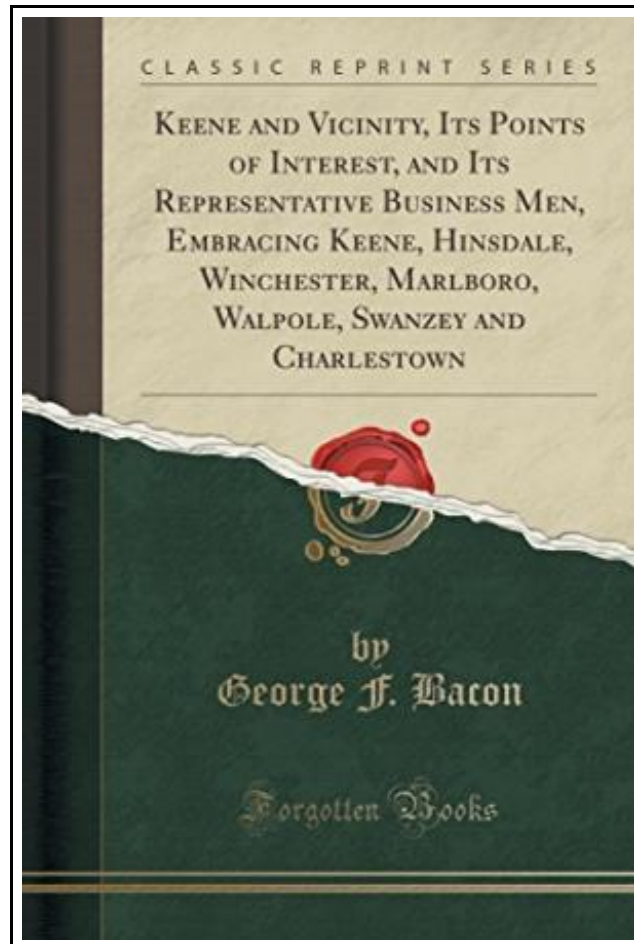 CLASSIC REPRINT SERIES
KEENE AND VICINITY, ITS POINTS
OF INTEREST, AND ITS
REPRESENTATIVE BUSINESS MEN,
EMBRACING KEENE, HINSDALE,
WINCHESTER, MARLBORO,
WALPOLE, SWANZEY AND
CHARLESTOWN
by
George F. Bacon
Forgotten Books